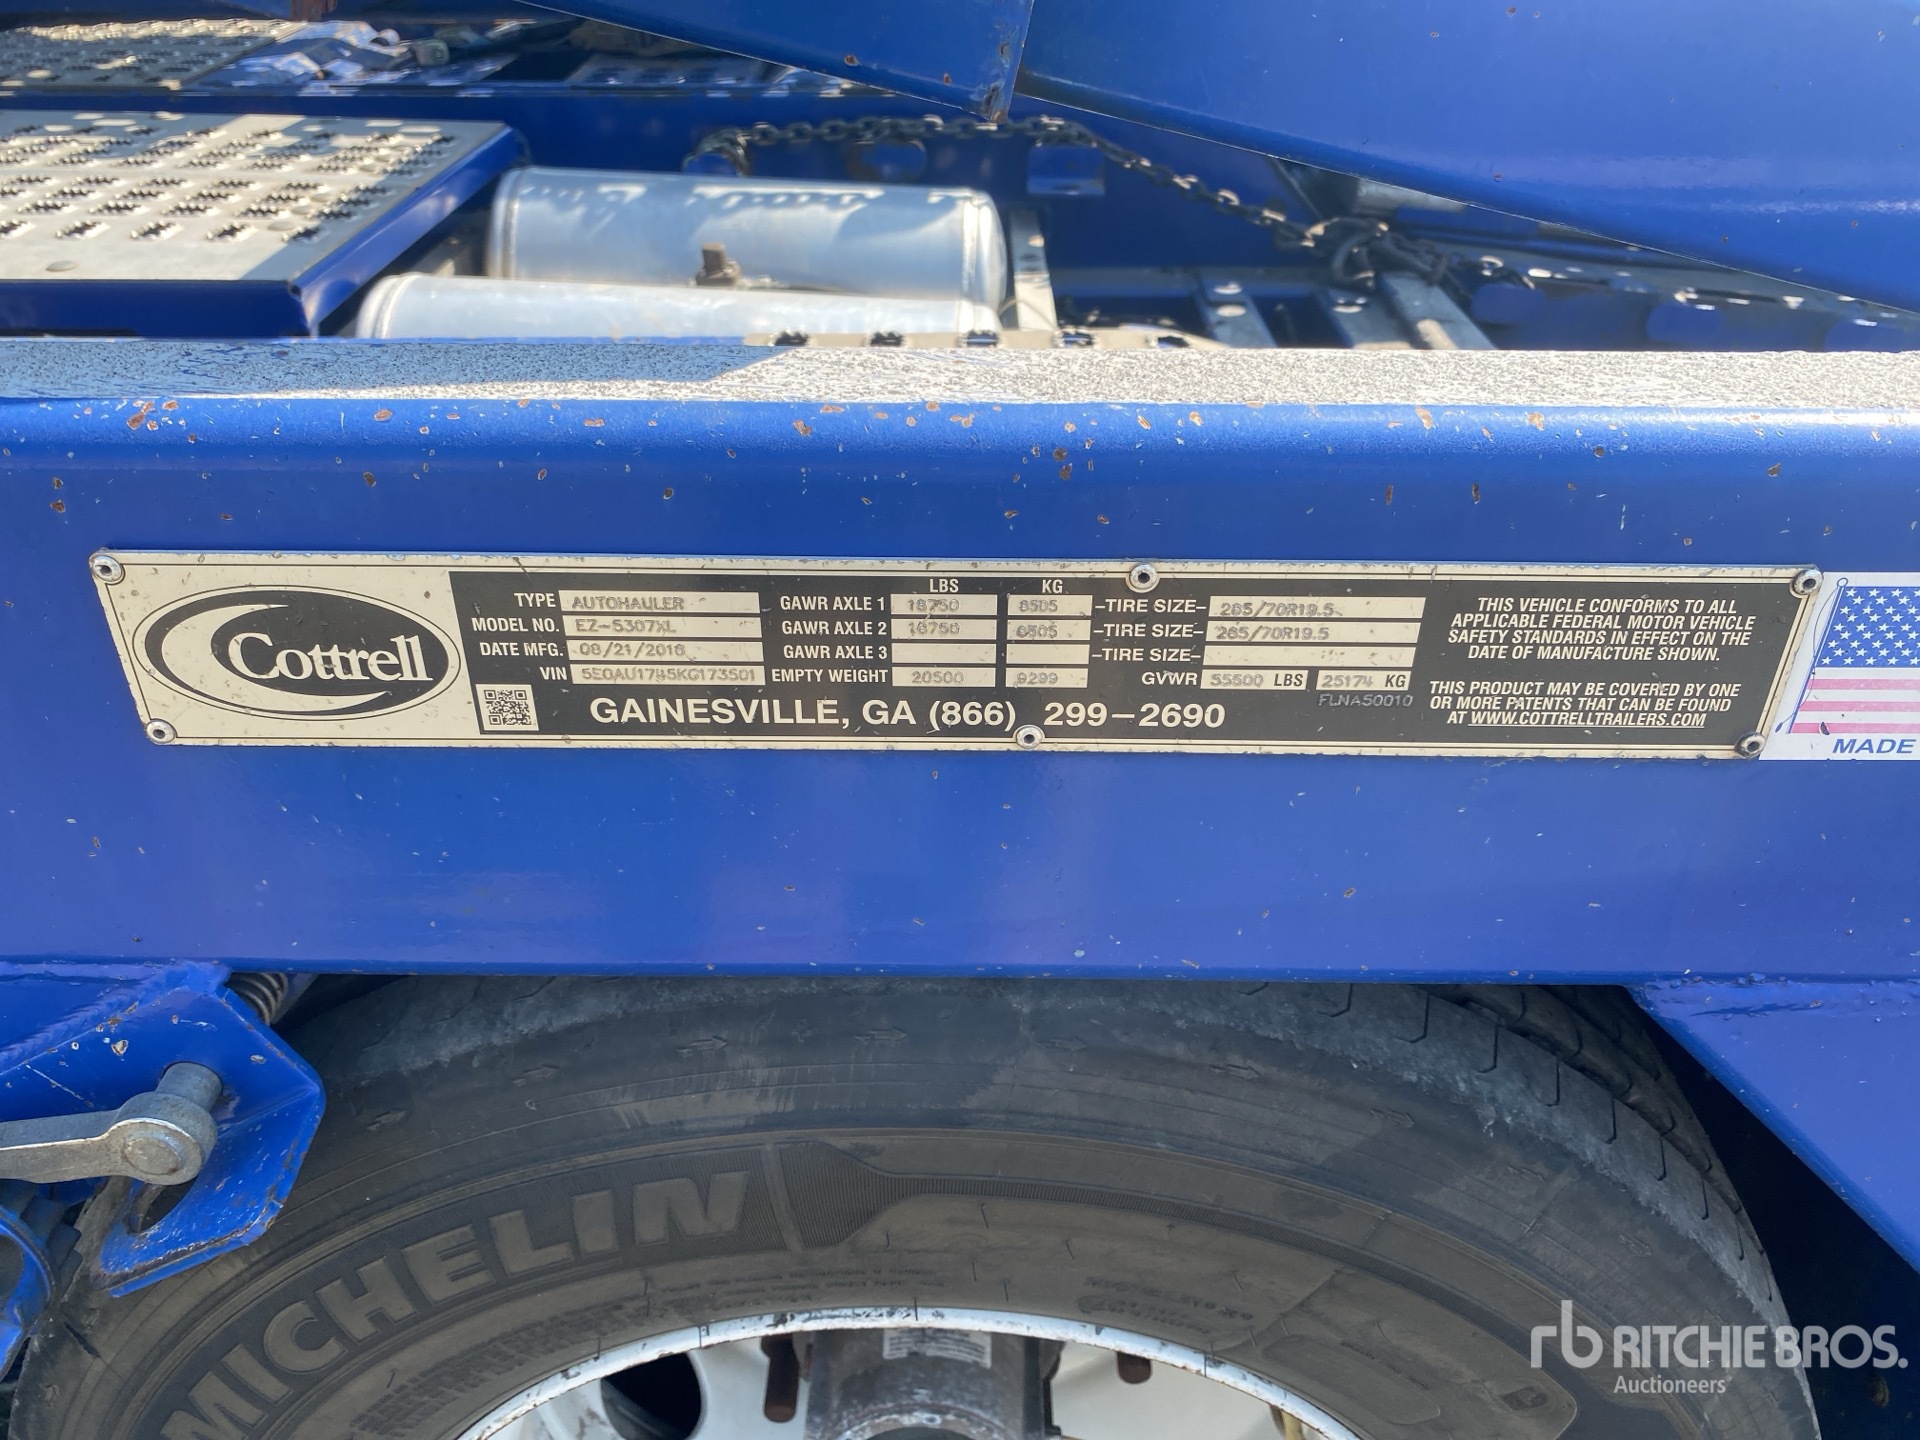 Cottrell
LBS KG
TYPE AUTOHAULER GAWR AXLE 1 18750 8505 -TIRE SIZE- 265/70R19.5
MODEL NO. EZ-5307XL GAWR AXLE 2 18750 8505 -TIRE SIZE- 265/70R19.5
DATE MFG. 08/21/2018 GAWR AXLE 3 -TIRE SIZE-
VIN 5E0AU1745KG173501 EMPTY WEIGHT 20500 9299 GVWR 55500 LBS 25174 KG
FLNA50010
GAINESVILLE, GA (866) 299-2690
THIS VEHICLE CONFORMS TO ALL
APPLICABLE FEDERAL MOTOR VEHICLE
SAFETY STANDARDS IN EFFECT ON THE
DATE OF MANUFACTURE SHOWN.
THIS PRODUCT MAY BE COVERED BY ONE
OR MORE PATENTS THAT CAN BE FOUND
AT WWW.COTTRELLTRAILERS.COM
MADE
MICHELIN
rb RITCHIE BROS.
Auctioneers